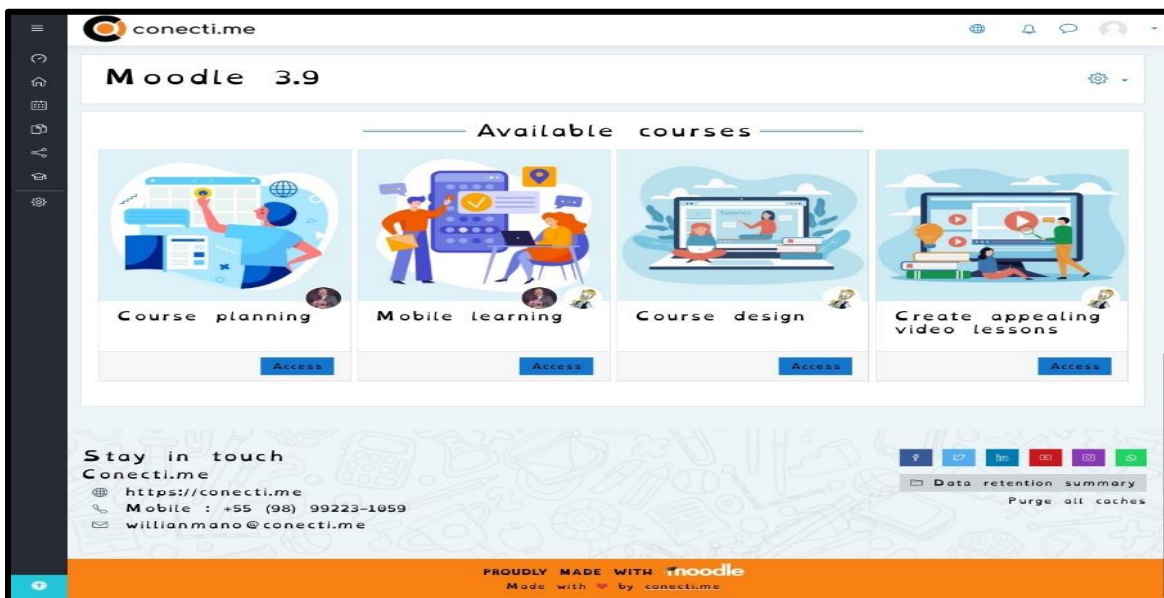 conecti.me
Moodle 3.9
Available courses
Tutorials
Course planning
Mobile learning
Course design
Create appealing
video lessons
Access
Access
Access
Access
Stay in touch
Conecti.me
https://conecti.me
Mobile : +55 (98) 99223-1059
willianmano@conecti.me
Data retention summary
Purge all caches
PROUDLY MADE WITH moodle
Made with ❤ by conecti.me